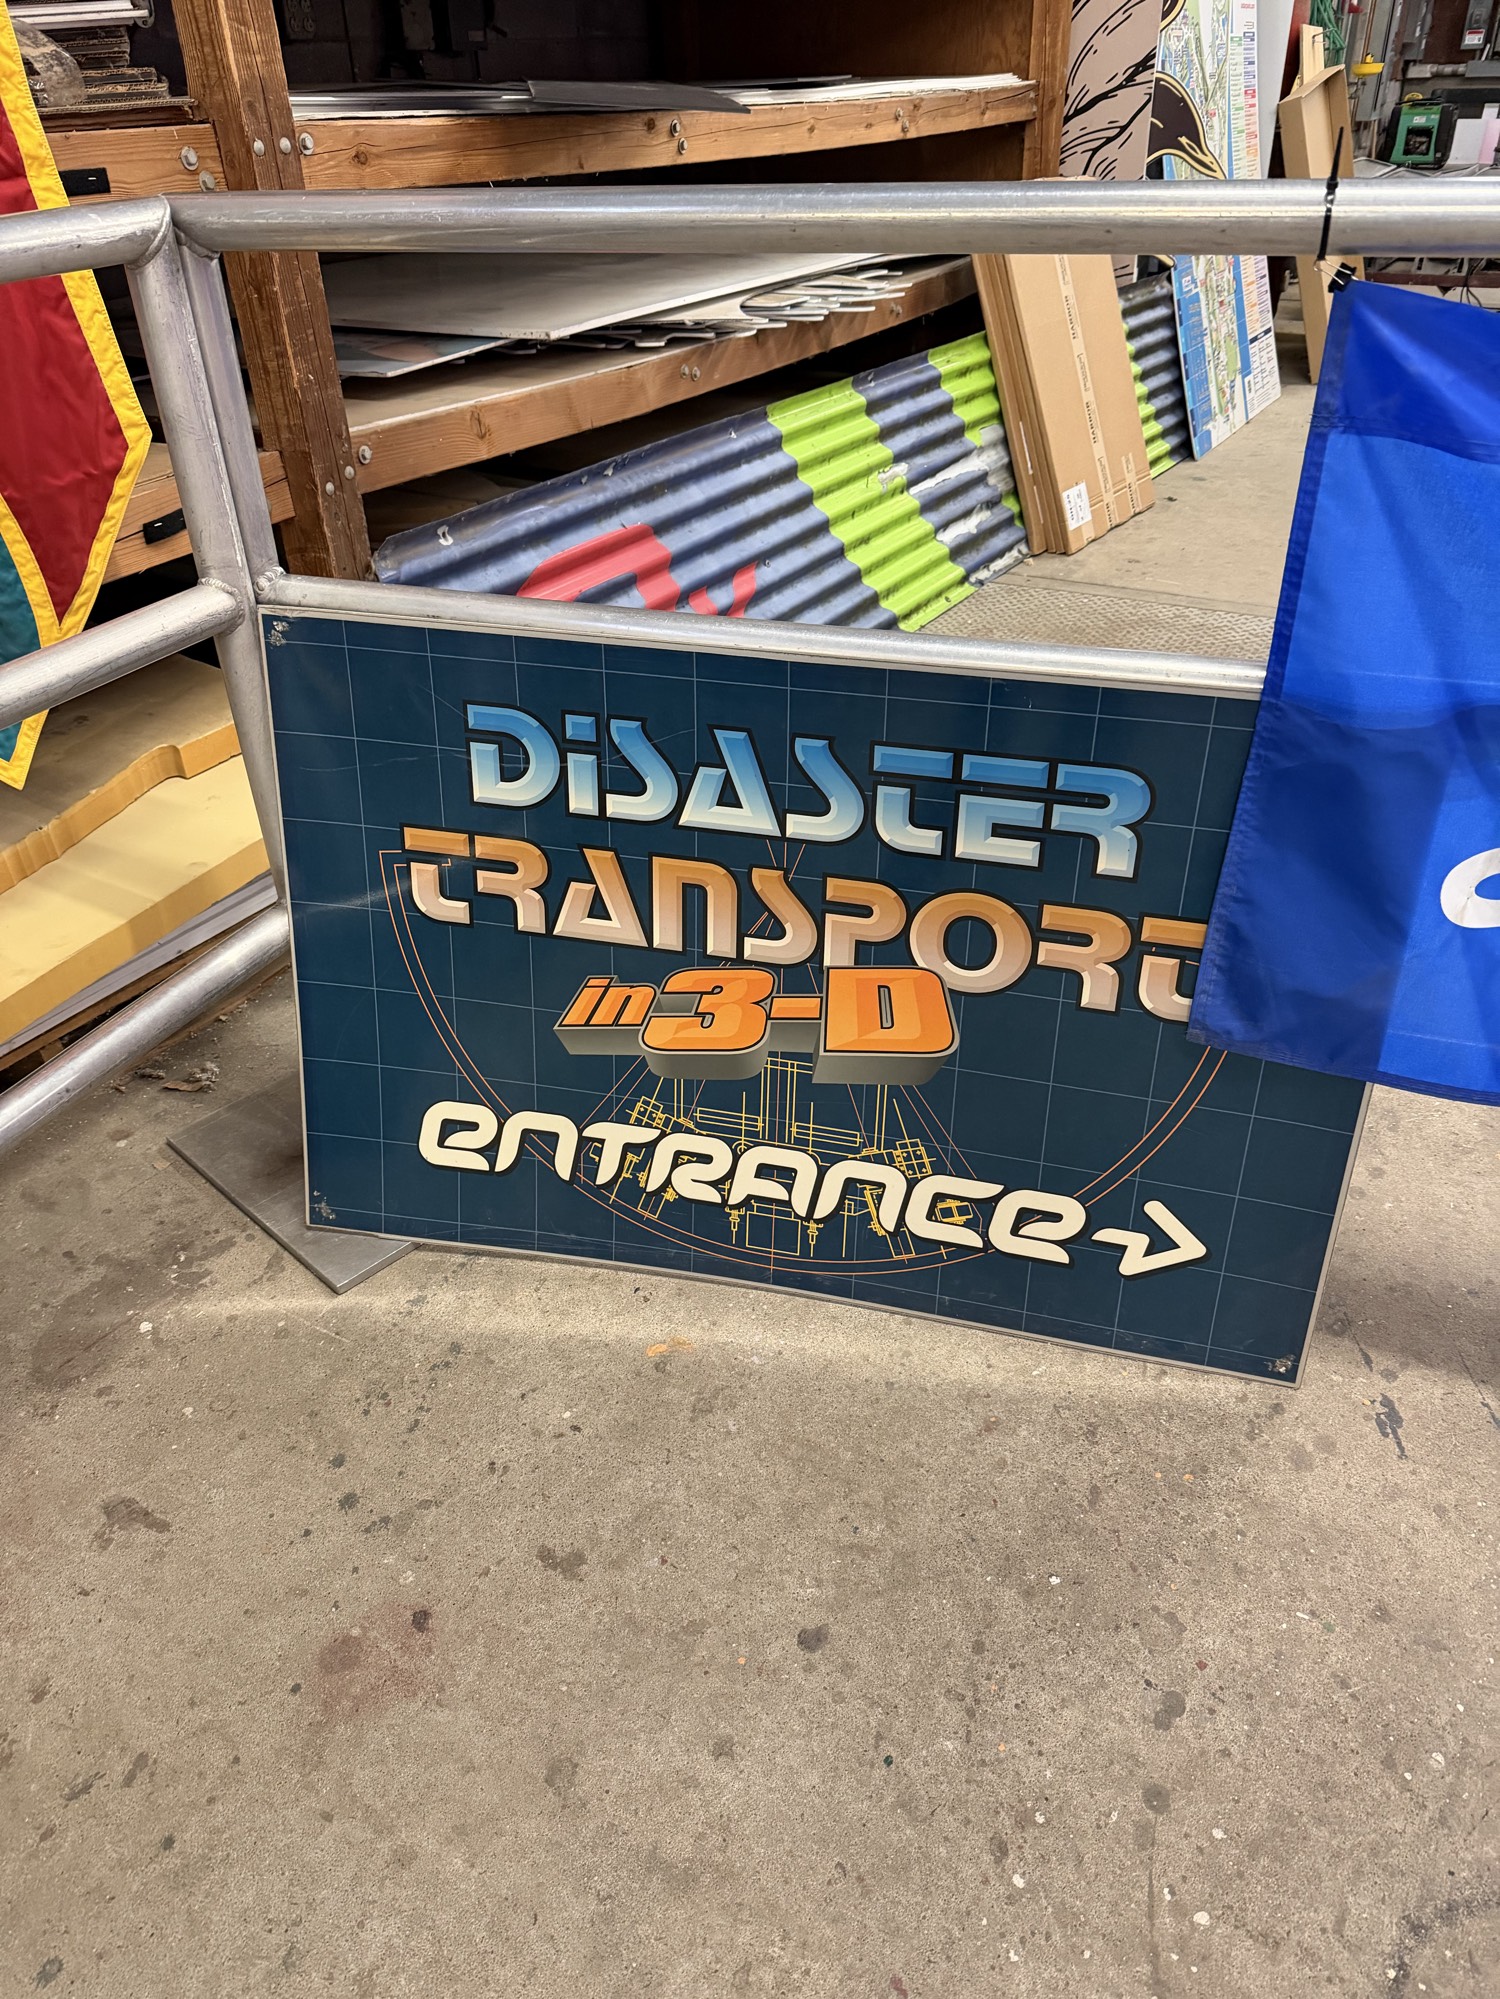 DiSASTER
TRANSPORT
in 3-D
enTRAnce